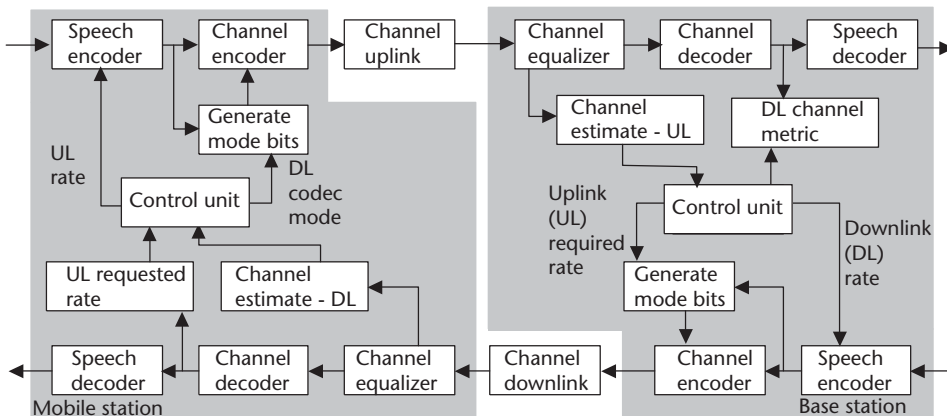 Speech
encoder
Channel
encoder
Channel
uplink
Channel
equalizer
Channel
decoder
Speech
decoder
Generate
mode bits
Channel
estimate - UL
DL channel
metric
UL
rate
DL
codec
mode
Control unit
Uplink
(UL)
required
rate
Control unit
Downlink
(DL)
rate
UL requested
rate
Channel
estimate - DL
Generate
mode bits
Speech
decoder
Channel
decoder
Channel
equalizer
Channel
downlink
Channel
encoder
Speech
encoder
Mobile station
Base station